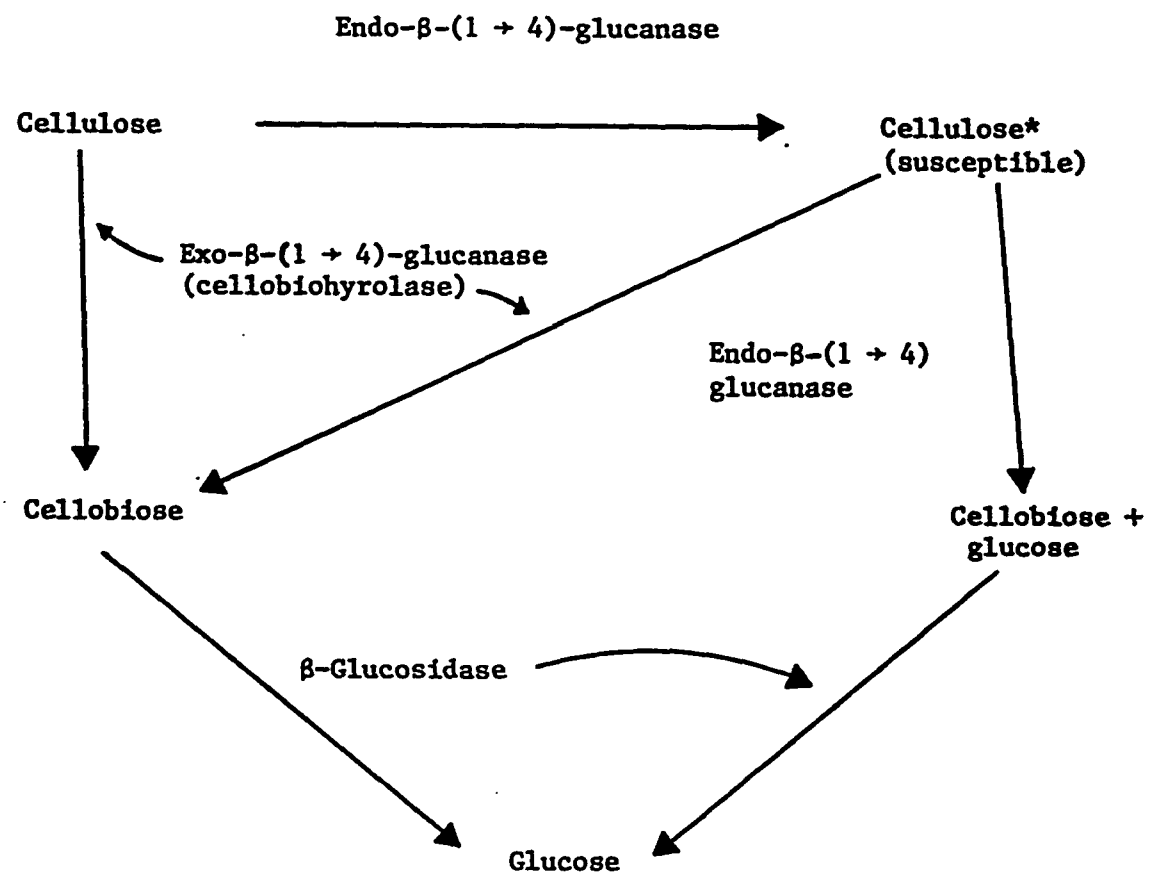 Endo-β-(1 → 4)-glucanase
Cellulose
Cellulose*
(susceptible)
Exo-β-(1 → 4)-glucanase
(cellobiohyrolase)
Endo-β-(1 → 4)
glucanase
Cellobiose
Cellobiose +
glucose
β-Glucosidase
Glucose